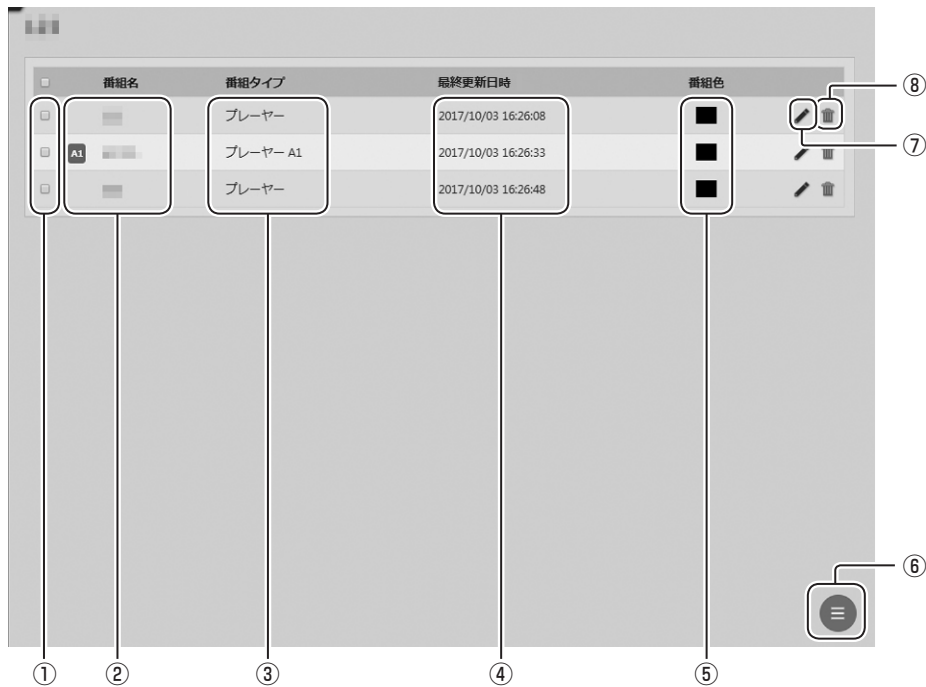 番組名 番組タイプ 最終更新日時 番組色
プレーヤー 2017/10/03 16:26:08
A1 プレーヤー A1 2017/10/03 16:26:33
プレーヤー 2017/10/03 16:26:48
⑧
⑦
⑥
① ② ③ ④ ⑤